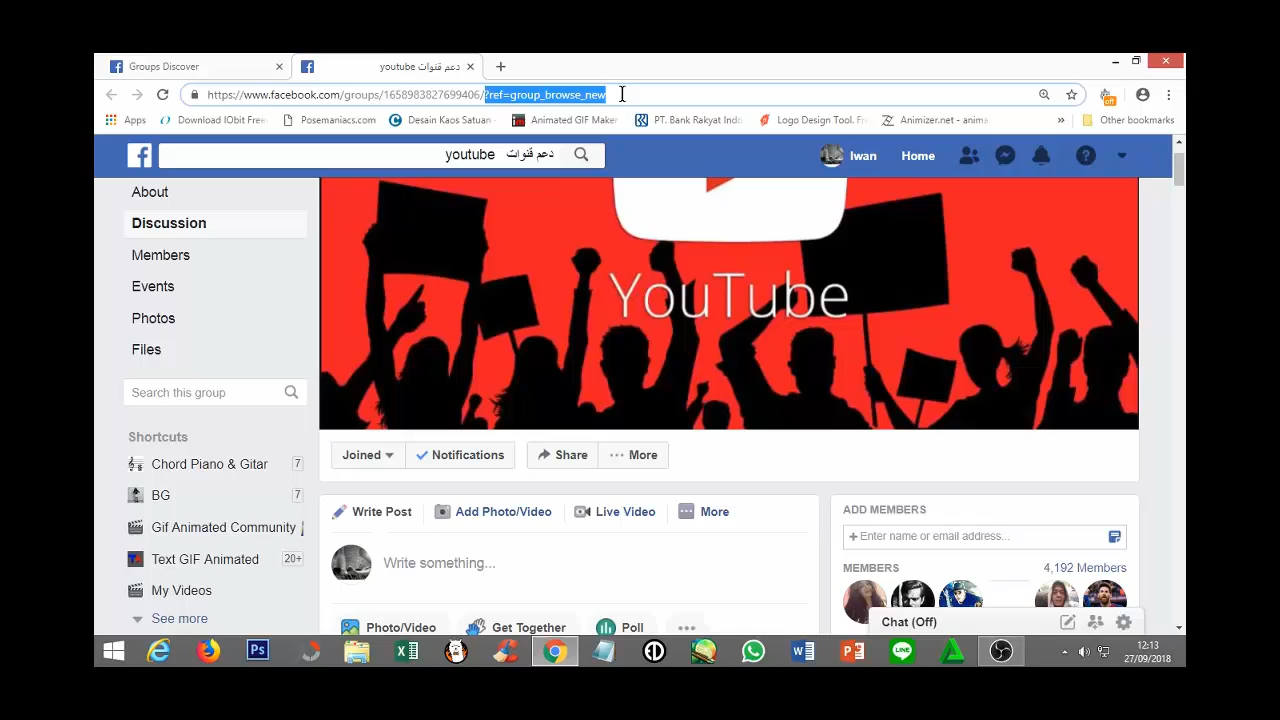 Groups Discover
دعم قنوات youtube
https://www.facebook.com/groups/1658983827699406/?ref=group_browse_new
Apps
Download IObit Free
Posemaniacs.com
Desain Kaos Satuan
Animated GIF Maker
PT. Bank Rakyat Indo
Logo Design Tool. Fr
Animizer.net - anima
»
Other bookmarks
دعم قنوات youtube
Iwan
Home
About
Discussion
Members
Events
Photos
Files
Search this group
Shortcuts
Chord Piano & Gitar 7
BG 7
Gif Animated Community
Text GIF Animated 20+
My Videos
See more
YouTube
Joined
Notifications
Share
More
Write Post
Add Photo/Video
Live Video
More
Write something...
Photo/Video
Get Together
Poll
ADD MEMBERS
+ Enter name or email address...
MEMBERS
4,192 Members
Chat (Off)
12:13
27/09/2018